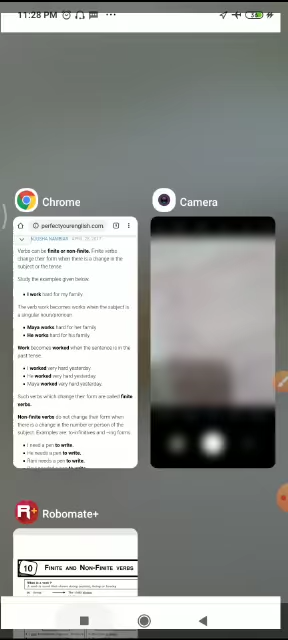 11:28 PM ... 36
Chrome
Camera
perfectyourenglish.com
Verbs can be finite or non-finite. Finite verbs
change their form when there is a change in the
subject or the tense
Study the examples given below.
• I work hard for my family.
The verb work becomes works when the subject is
a singular noun/pronoun.
• Maya works hard for her family.
• He works hard for his family.
Work becomes worked when the sentence is in the
past tense.
• I worked very hard yesterday.
• He worked very hard yesterday.
• Maya worked very hard yesterday.
Such verbs which change their form are called finite
verbs.
Non-finite verbs do not change their form when
there is a change in the number or person of the
subject. Examples are: to-infinitives and -ing forms.
• I need a pen to write.
• He needs a pen to write.
• Ram needs a pen to write.
R+ Robomate+
10 FINITE AND NON-FINITE VERBS